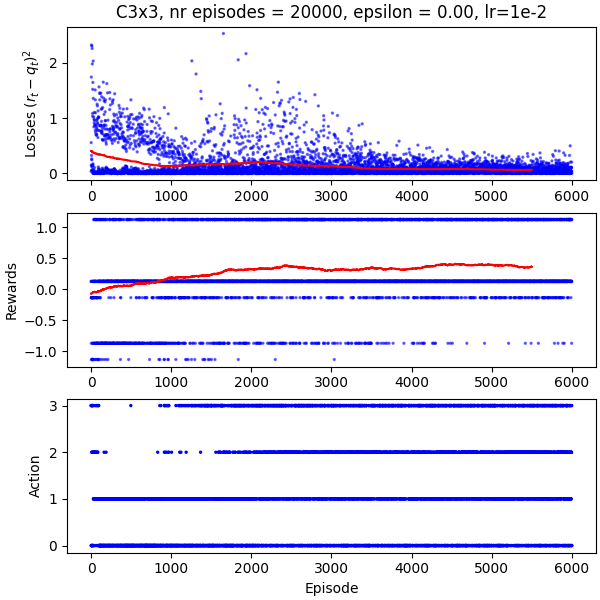 C3x3, nr episodes = 20000, epsilon = 0.00, lr=1e-2
Losses (r_t − q_t)^2
2
1
0
0 1000 2000 3000 4000 5000 6000
Rewards
1.0
0.5
0.0
−0.5
−1.0
0 1000 2000 3000 4000 5000 6000
Action
3
2
1
0
0 1000 2000 3000 4000 5000 6000
Episode